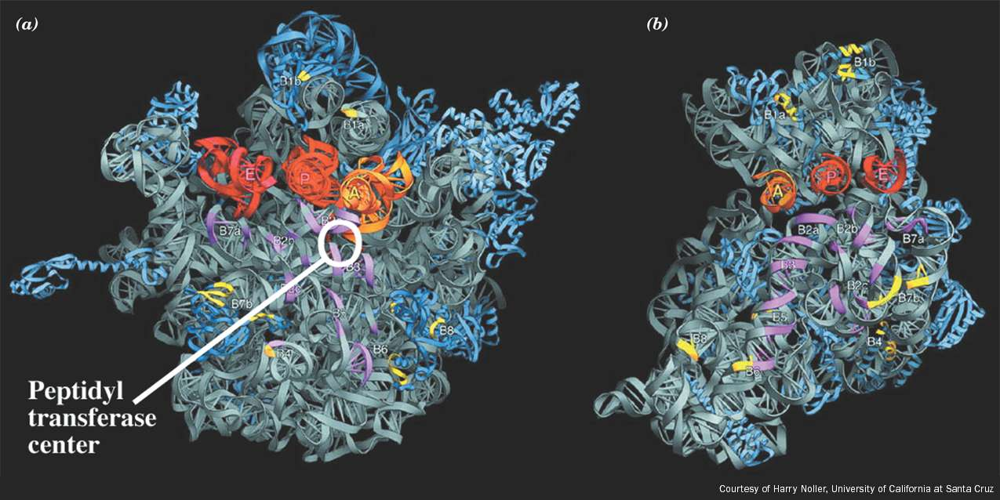 (a)
B1b
B1a
E
P
A
B7a
B2b
B3
B7b
B8
B6
B4
Peptidyl
transferase
center
(b)
B1b
B1a
A
P
E
B2a
B2b
B7a
B3
B2c
B7b
B5
B4
B8
B6
Courtesy of Harry Noller, University of California at Santa Cruz